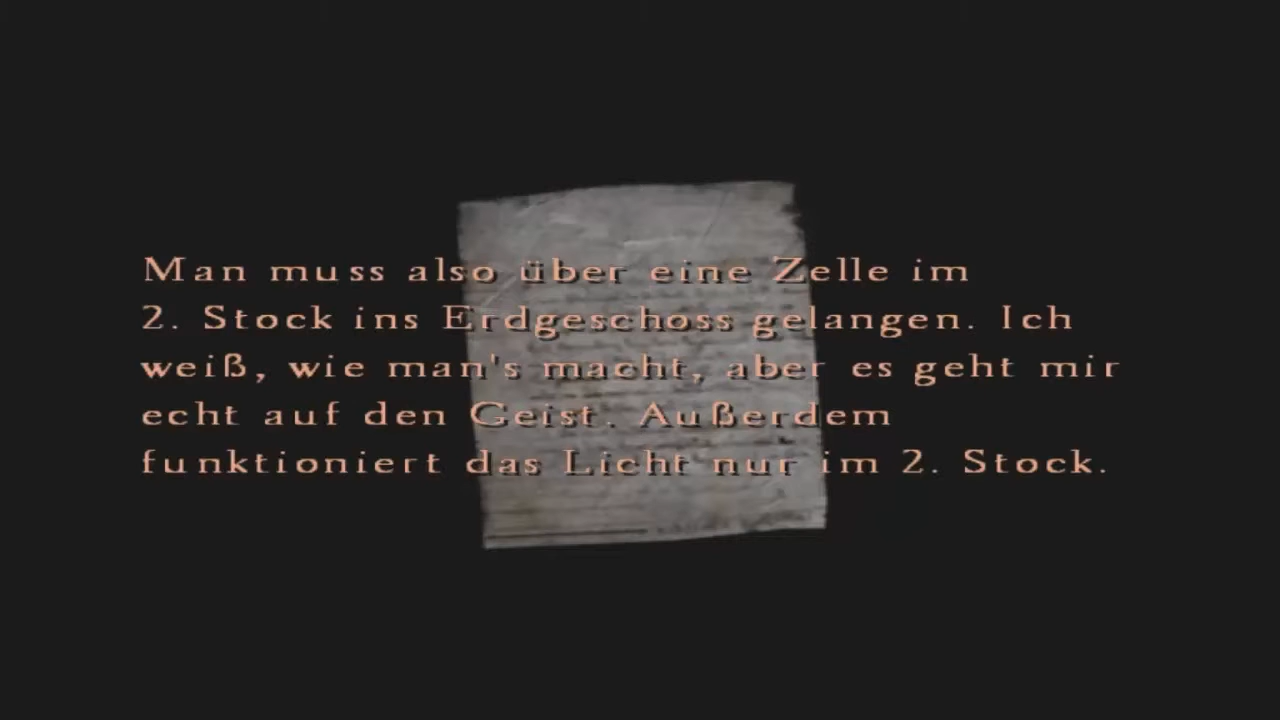 Man muss also über eine Zelle im
2. Stock ins Erdgeschoss gelangen. Ich
weiß, wie man's macht, aber es geht mir
echt auf den Geist. Außerdem
funktioniert das Licht nur im 2. Stock.